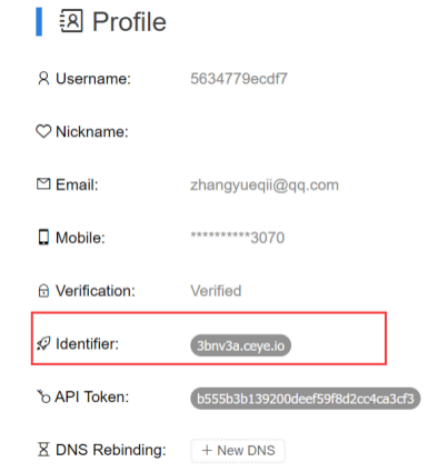 Profile
Username: 5634779ecdf7
Nickname:
Email: zhangyueqii@qq.com
Mobile: **********3070
Verification: Verified
Identifier: 3bnv3a.ceye.io
API Token: b555b3b139200deef59f8d2cc4ca3cf3
DNS Rebinding: + New DNS